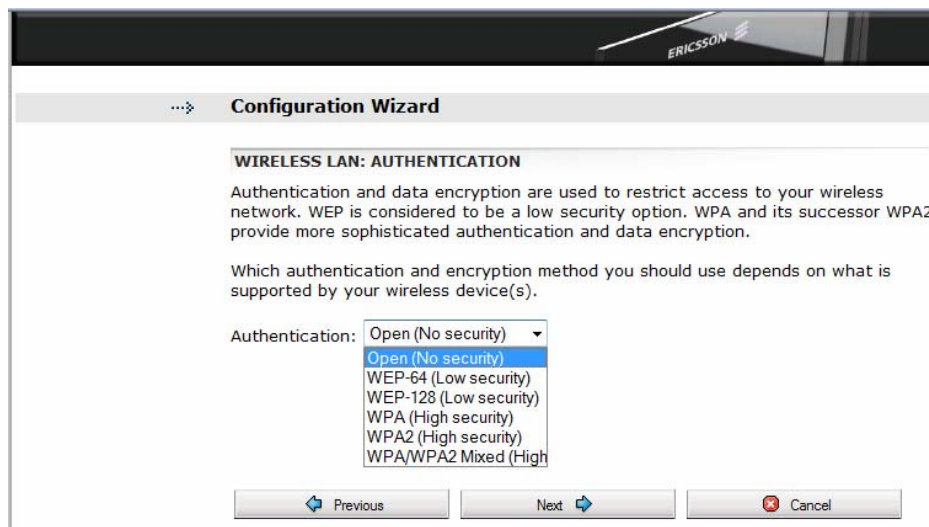 ERICSSON
Configuration Wizard
WIRELESS LAN: AUTHENTICATION
Authentication and data encryption are used to restrict access to your wireless
network. WEP is considered to be a low security option. WPA and its successor WPA2
provide more sophisticated authentication and data encryption.
Which authentication and encryption method you should use depends on what is
supported by your wireless device(s).
Authentication: Open (No security)
Open (No security)
WEP-64 (Low security)
WEP-128 (Low security)
WPA (High security)
WPA2 (High security)
WPA/WPA2 Mixed (High
Previous Next Cancel